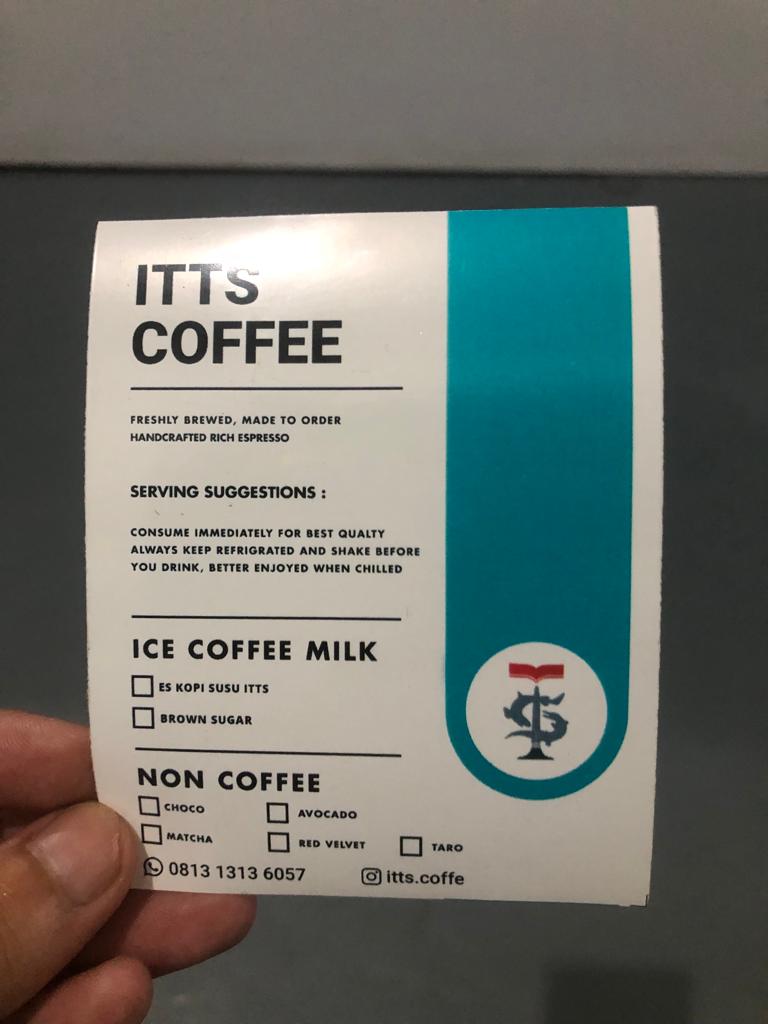 ITTS
COFFEE
FRESHLY BREWED, MADE TO ORDER
HANDCRAFTED RICH ESPRESSO
SERVING SUGGESTIONS :
CONSUME IMMEDIATELY FOR BEST QUALTY
ALWAYS KEEP REFRIGRATED AND SHAKE BEFORE
YOU DRINK, BETTER ENJOYED WHEN CHILLED
ICE COFFEE MILK
ES KOPI SUSU ITTS
BROWN SUGAR
NON COFFEE
CHOCO AVOCADO
MATCHA RED VELVET TARO
0813 1313 6057 itts.coffe